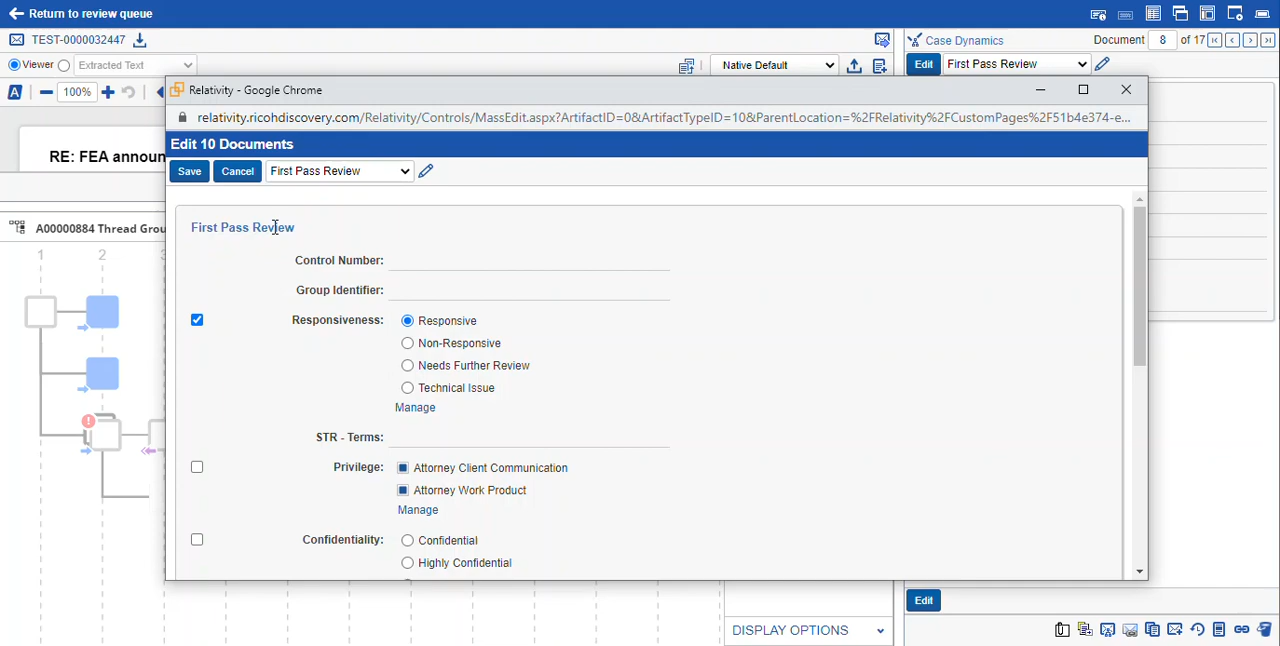 Return to review queue
TEST-0000032447
Case Dynamics
Document 8 of 17
Viewer
Extracted Text
Native Default
Edit
First Pass Review
A
100%
Relativity - Google Chrome
relativity.ricohdiscovery.com/Relativity/Controls/MassEdit.aspx?ArtifactID=0&ArtifactTypeID=10&ParentLocation=%2FRelativity%2FCustomPages%2F51b4e374-e...
RE: FEA announ
Edit 10 Documents
Save
Cancel
First Pass Review
A00000884 Thread Grou
1
2
3
First Pass Review
Control Number:
Group Identifier:
Responsiveness:
Responsive
Non-Responsive
Needs Further Review
Technical Issue
Manage
STR - Terms:
Privilege:
Attorney Client Communication
Attorney Work Product
Manage
Confidentiality:
Confidential
Highly Confidential
Edit
DISPLAY OPTIONS